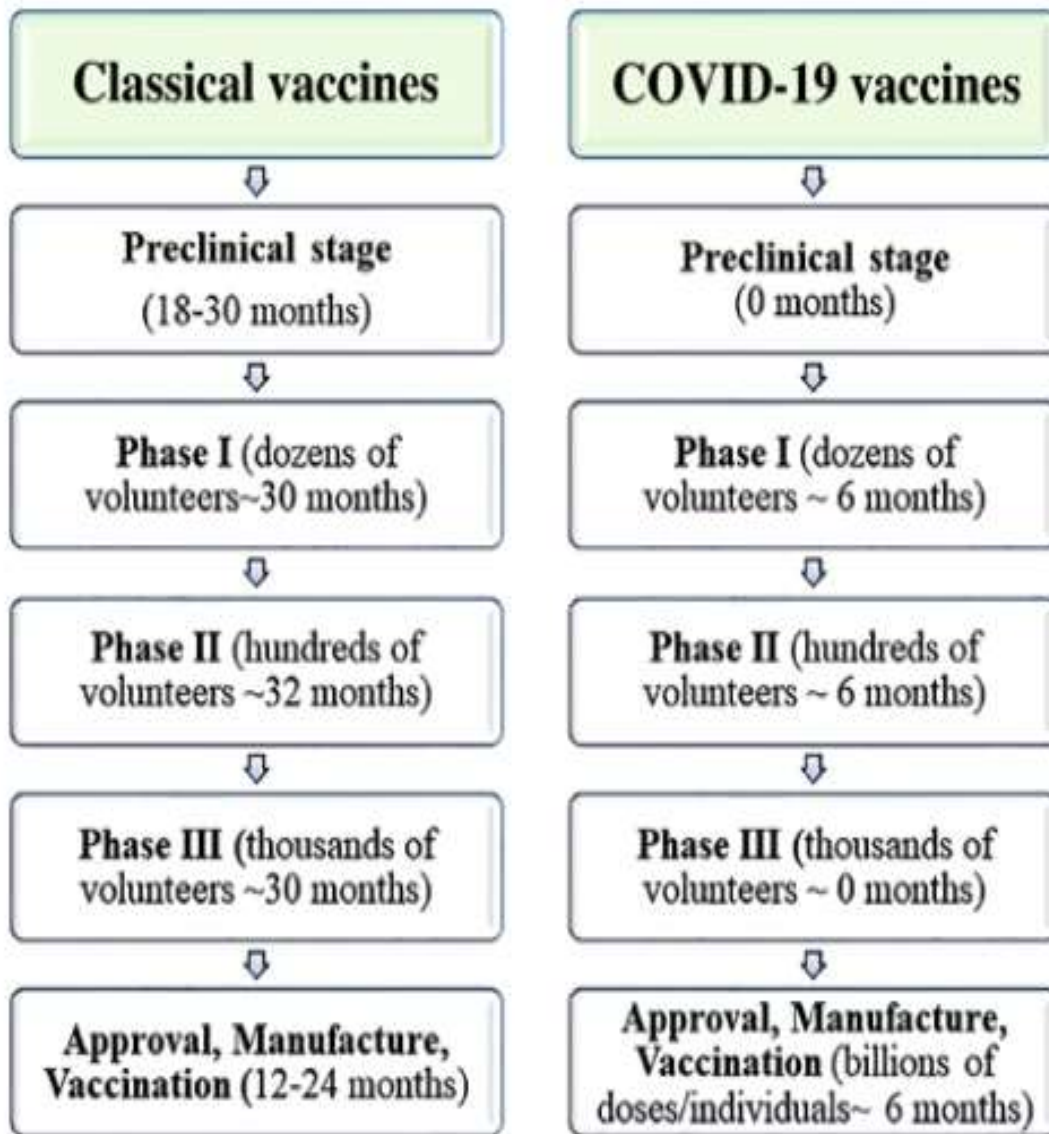 Classical vaccines
Preclinical stage
(18-30 months)
Phase I (dozens of
volunteers~30 months)
Phase II (hundreds of
volunteers ~32 months)
Phase III (thousands of
volunteers ~30 months)
Approval, Manufacture,
Vaccination (12-24 months)
COVID-19 vaccines
Preclinical stage
(0 months)
Phase I (dozens of
volunteers ~ 6 months)
Phase II (hundreds of
volunteers ~ 6 months)
Phase III (thousands of
volunteers ~ 0 months)
Approval, Manufacture,
Vaccination (billions of
doses/individuals~ 6 months)